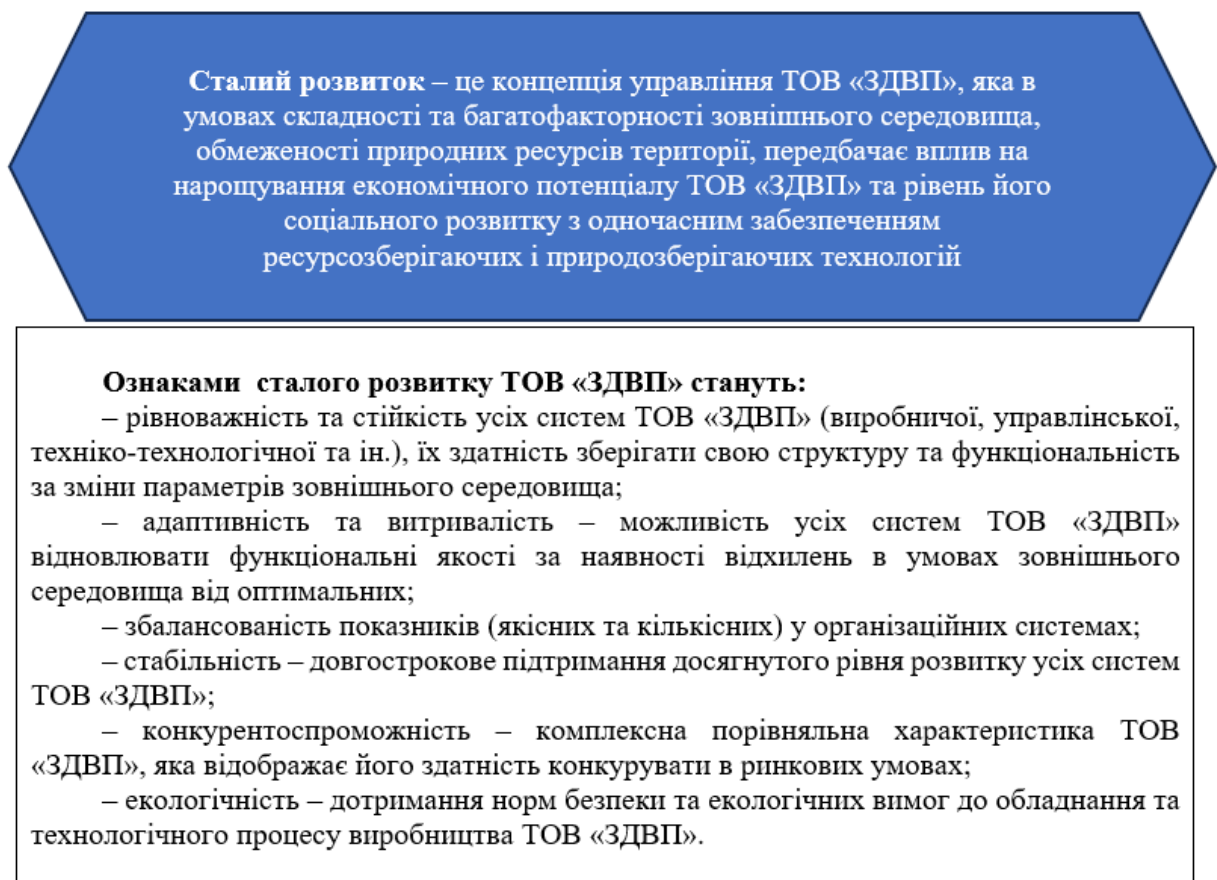 Сталий розвиток – це концепція управління ТОВ «ЗДВП», яка в
умовах складності та багатофакторності зовнішнього середовища,
обмеженості природних ресурсів території, передбачає вплив на
нарощування економічного потенціалу ТОВ «ЗДВП» та рівень його
соціального розвитку з одночасним забезпеченням
ресурсозберігаючих і природозберігаючих технологій
Ознаками сталого розвитку ТОВ «ЗДВП» стануть:
– рівноважність та стійкість усіх систем ТОВ «ЗДВП» (виробничої, управлінської,
техніко-технологічної та ін.), їх здатність зберігати свою структуру та функціональність
за зміни параметрів зовнішнього середовища;
– адаптивність та витривалість – можливість усіх систем ТОВ «ЗДВП»
відновлювати функціональні якості за наявності відхилень в умовах зовнішнього
середовища від оптимальних;
– збалансованість показників (якісних та кількісних) у організаційних системах;
– стабільність – довгострокове підтримання досягнутого рівня розвитку усіх систем
ТОВ «ЗДВП»;
– конкурентоспроможність – комплексна порівняльна характеристика ТОВ
«ЗДВП», яка відображає його здатність конкурувати в ринкових умовах;
– екологічність – дотримання норм безпеки та екологічних вимог до обладнання та
технологічного процесу виробництва ТОВ «ЗДВП».